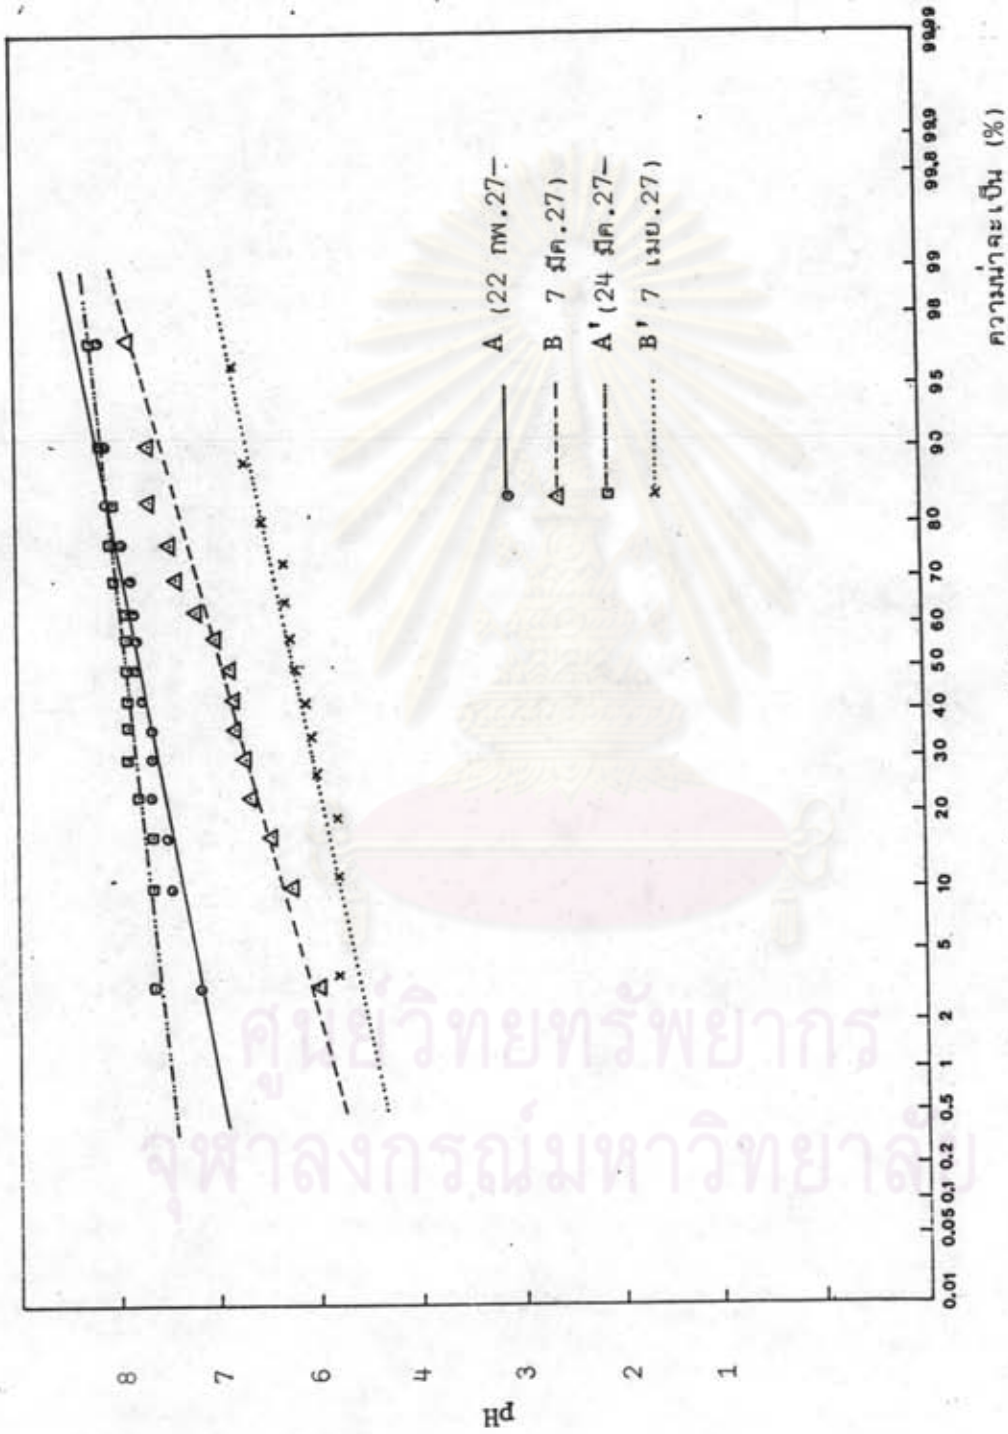 pH
8
7
6
5
4
3
2
1
A (22 กพ.27-
B 7 มีค.27)
A' (24 มีค.27-
B' 7 เมย.27)
0.01 0.05 0.1 0.2 0.5 1 2 5 10 20 30 40 50 60 70 80 90 95 98 99 99.8 99.9 99.99
ความน่าจะเป็น (%)
ศูนย์วิทยทรัพยากร
จุฬาลงกรณ์มหาวิทยาลัย